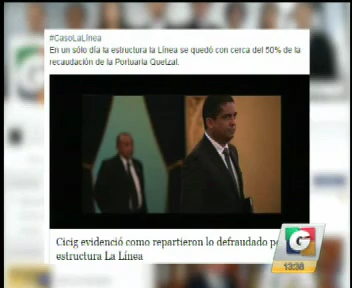 #CasoLaLínea
En un sólo día la estructura la Línea se quedó con cerca del 50% de la
recaudación de la Portuaria Quetzal.
Cicig evidenció como repartieron lo defraudado
estructura La Línea
G
13:38